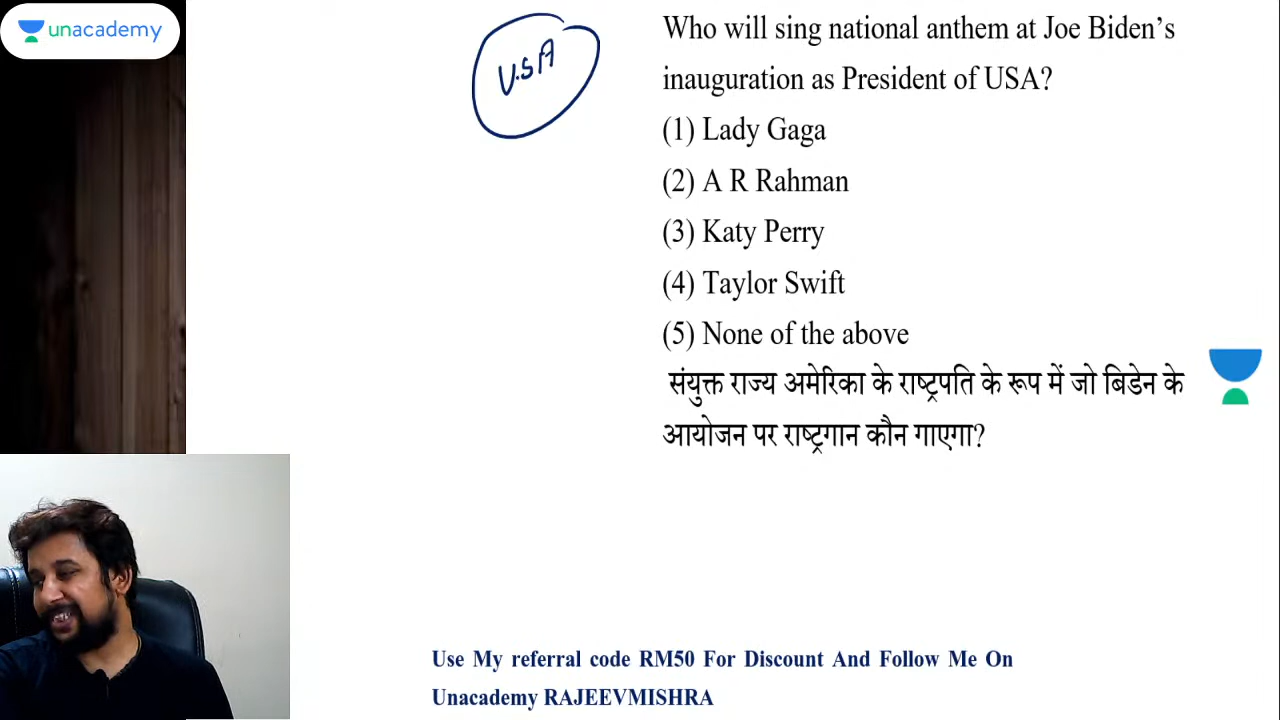 unacademy
U.S.A
Who will sing national anthem at Joe Biden’s
inauguration as President of USA?
(1) Lady Gaga
(2) A R Rahman
(3) Katy Perry
(4) Taylor Swift
(5) None of the above
संयुक्त राज्य अमेरिका के राष्ट्रपति के रूप में जो बिडेन के
आयोजन पर राष्ट्रगान कौन गाएगा?
Use My referral code RM50 For Discount And Follow Me On
Unacademy RAJEEVMISHRA